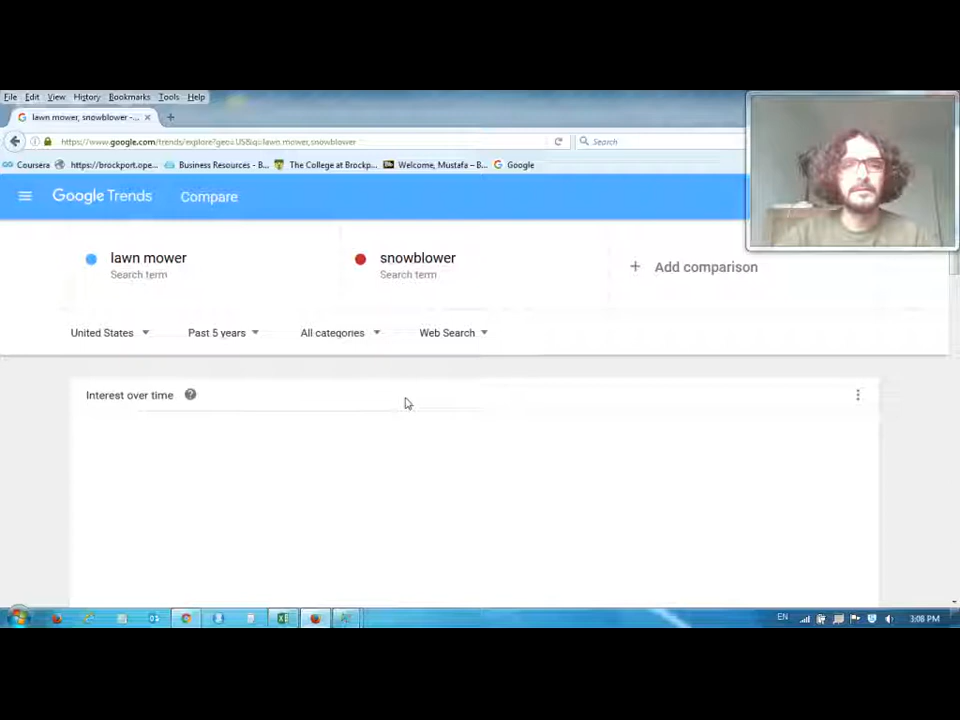 File Edit View History Bookmarks Tools Help
lawn mower, snowblower -...
https://www.google.com/trends/explore?geo=US&q=lawn mower,snowblower
Search
Coursera https://brockport.ope... Business Resources - B... The College at Brockp... Welcome, Mustafa – B... Google
Google Trends Compare
lawn mower
Search term
snowblower
Search term
+ Add comparison
United States Past 5 years All categories Web Search
Interest over time ?
EN 3:08 PM